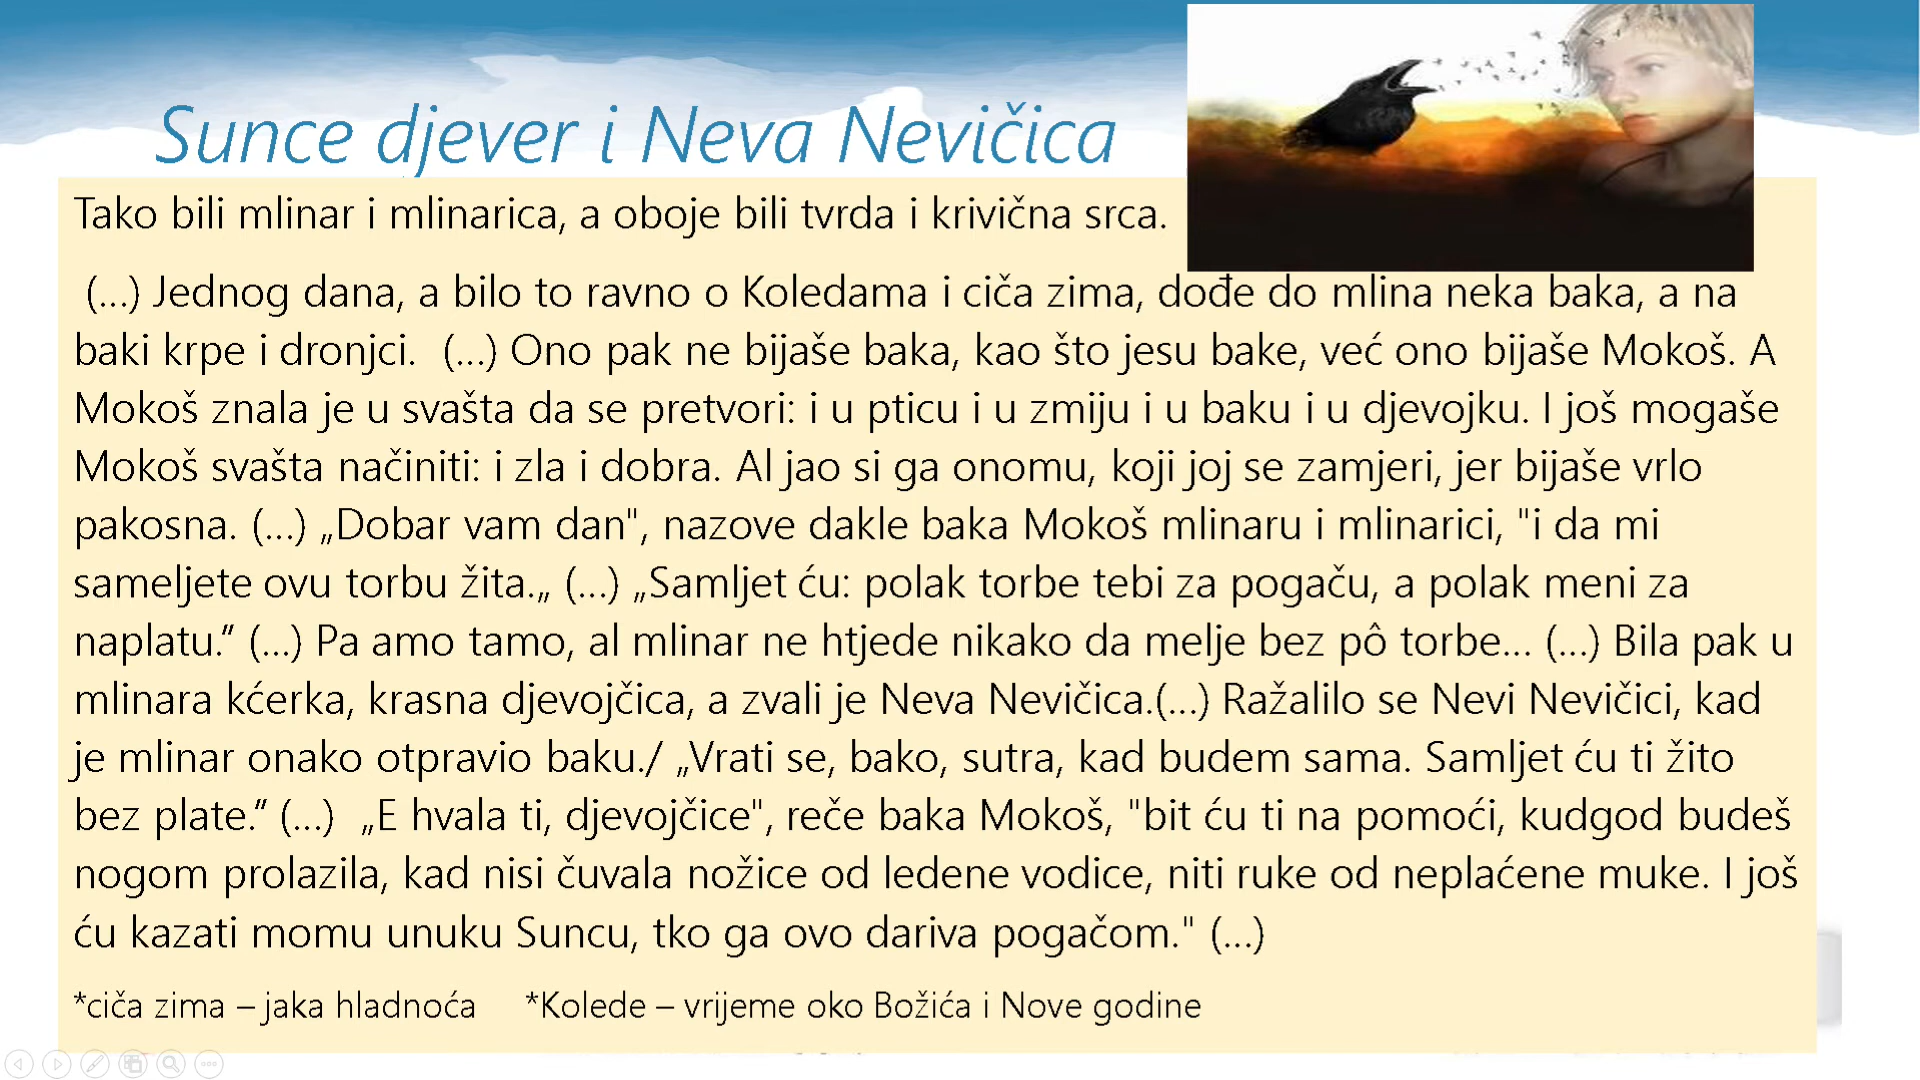 Sunce djever i Neva Nevičica
Tako bili mlinar i mlinarica, a oboje bili tvrda i krivična srca.
(...) Jednog dana, a bilo to ravno o Koledama i ciča zima, dođe do mlina neka baka, a na
baki krpe i dronjci.  (...) Ono pak ne bijaše baka, kao što jesu bake, već ono bijaše Mokoš. A
Mokoš znala je u svašta da se pretvori: i u pticu i u zmiju i u baku i u djevojku. I još mogaše
Mokoš svašta načiniti: i zla i dobra. Al jao si ga onomu, koji joj se zamjeri, jer bijaše vrlo
pakosna. (...) „Dobar vam dan", nazove dakle baka Mokoš mlinaru i mlinarici, "i da mi
sameljete ovu torbu žita.„ (...) „Samljet ću: polak torbe tebi za pogaču, a polak meni za
naplatu.” (...) Pa amo tamo, al mlinar ne htjede nikako da melje bez pô torbe... (...) Bila pak u
mlinara kćerka, krasna djevojčica, a zvali je Neva Nevičica.(...) Ražalilo se Nevi Nevičici, kad
je mlinar onako otpravio baku./ „Vrati se, bako, sutra, kad budem sama. Samljet ću ti žito
bez plate.” (...)  „E hvala ti, djevojčice", reče baka Mokoš, "bit ću ti na pomoći, kudgod budeš
nogom prolazila, kad nisi čuvala nožice od ledene vodice, niti ruke od neplaćene muke. I još
ću kazati momu unuku Suncu, tko ga ovo dariva pogačom." (...)
*ciča zima – jaka hladnoća    *Kolede – vrijeme oko Božića i Nove godine